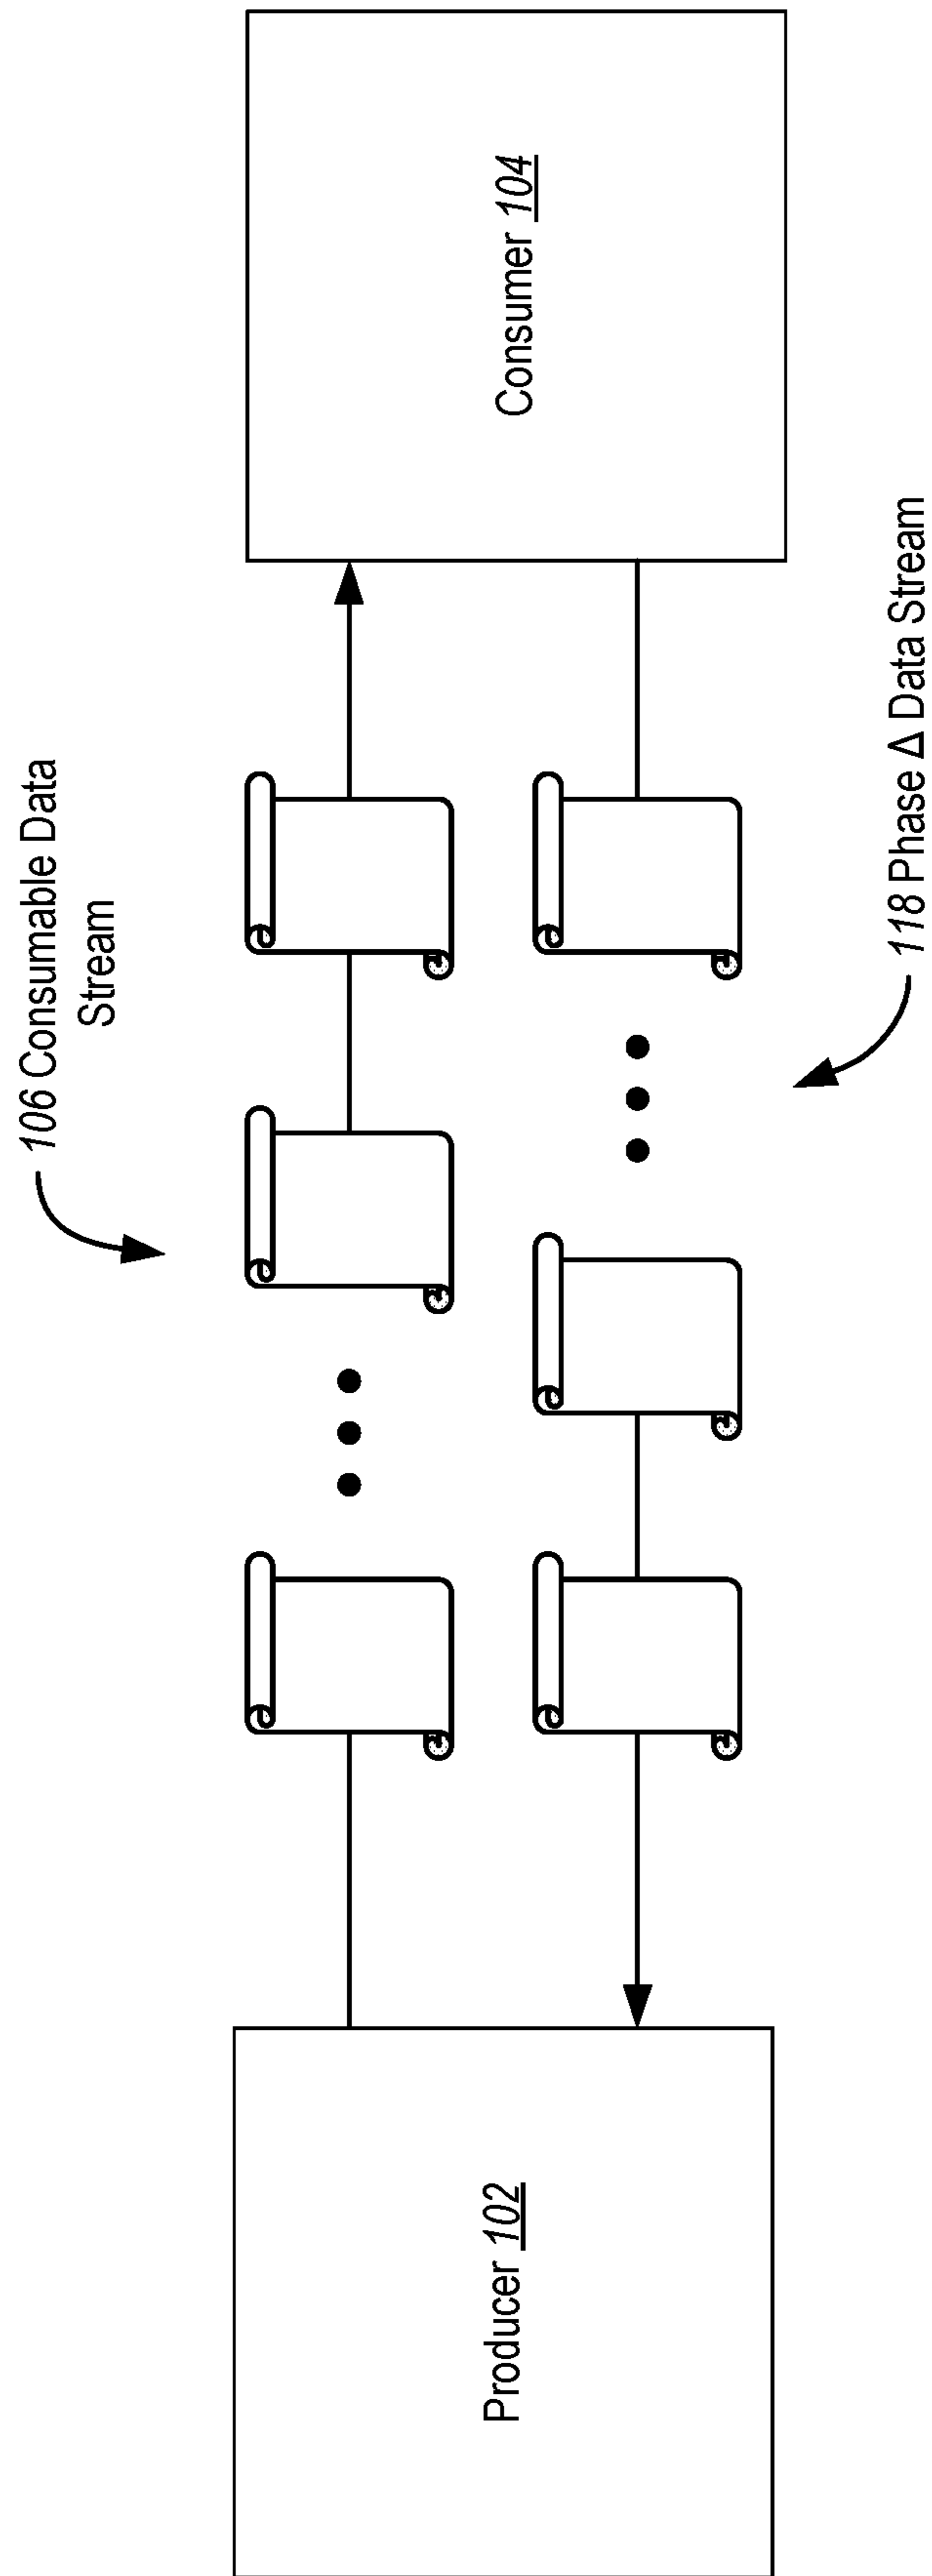 106 Consumable Data
Stream
Producer 102
Consumer 104
118 Phase Δ Data Stream